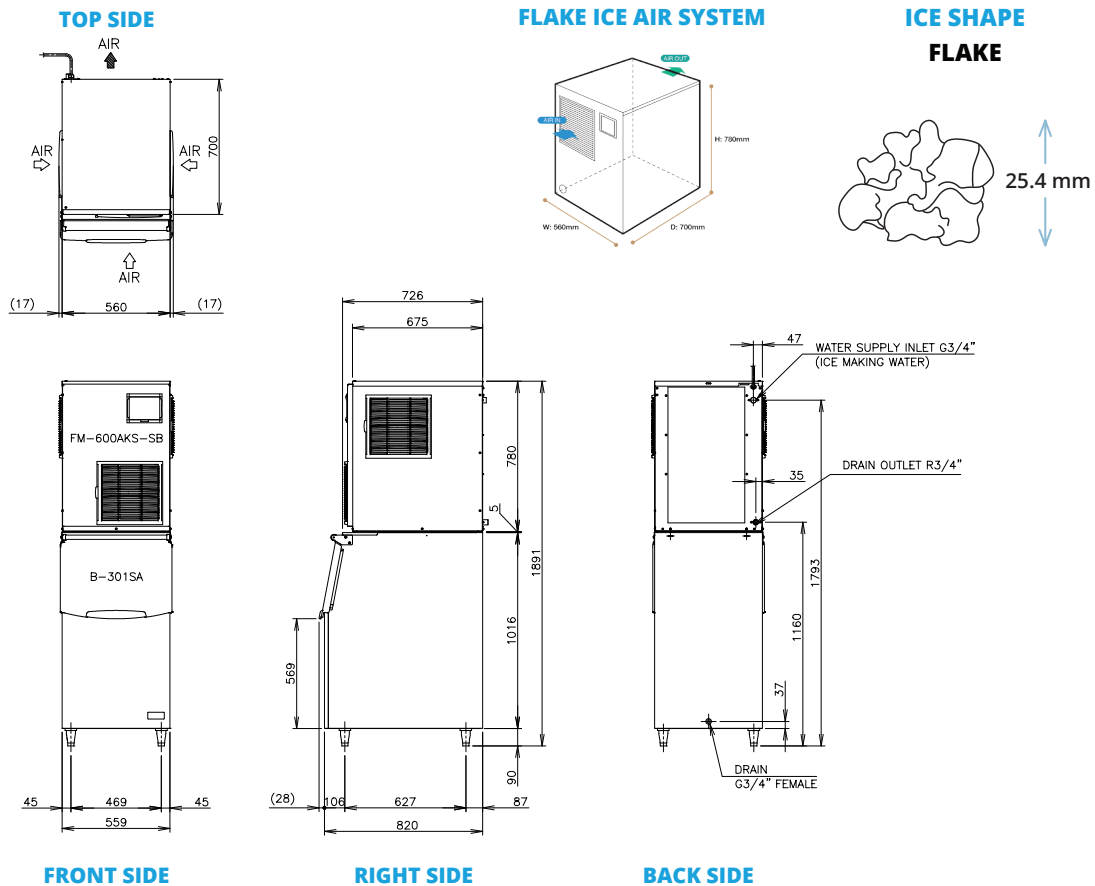 TOP SIDE
AIR
700
AIR
AIR
AIR
(17)
560
(17)
FLAKE ICE AIR SYSTEM
AIR OUT
AIR IN
H: 780mm
W: 560mm
D: 700mm
ICE SHAPE
FLAKE
25.4 mm
FM-600AKS-SB
B-301SA
45
469
45
559
FRONT SIDE
726
675
780
5
1891
1016
569
90
(28)
106
627
87
820
RIGHT SIDE
47
WATER SUPPLY INLET G3/4"
(ICE MAKING WATER)
DRAIN OUTLET R3/4"
35
1793
1160
37
DRAIN
G3/4" FEMALE
BACK SIDE